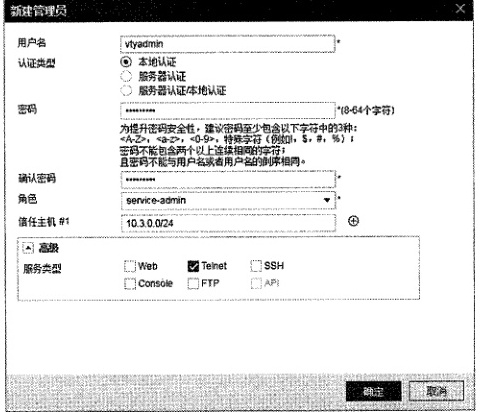 新建管理员
用户名 vtyadmin *
认证类型 本地认证
服务器认证
服务器认证/本地认证
密码 ********* *(8-64个字符)
为提升密码安全性，建议密码至少包含以下字符中的3种：
<A-Z>，<a-z>，<0-9>，特殊字符（例如!，$，#，%）；
密码不能包含两个以上连续相同的字符；
且密码不能与用户名或者用户名的倒序相同。
确认密码 ********* *
角色 service-admin *
信任主机 #1 10.3.0.0/24
高级
服务类型 Web Telnet SSH
Console FTP API
确定 取消